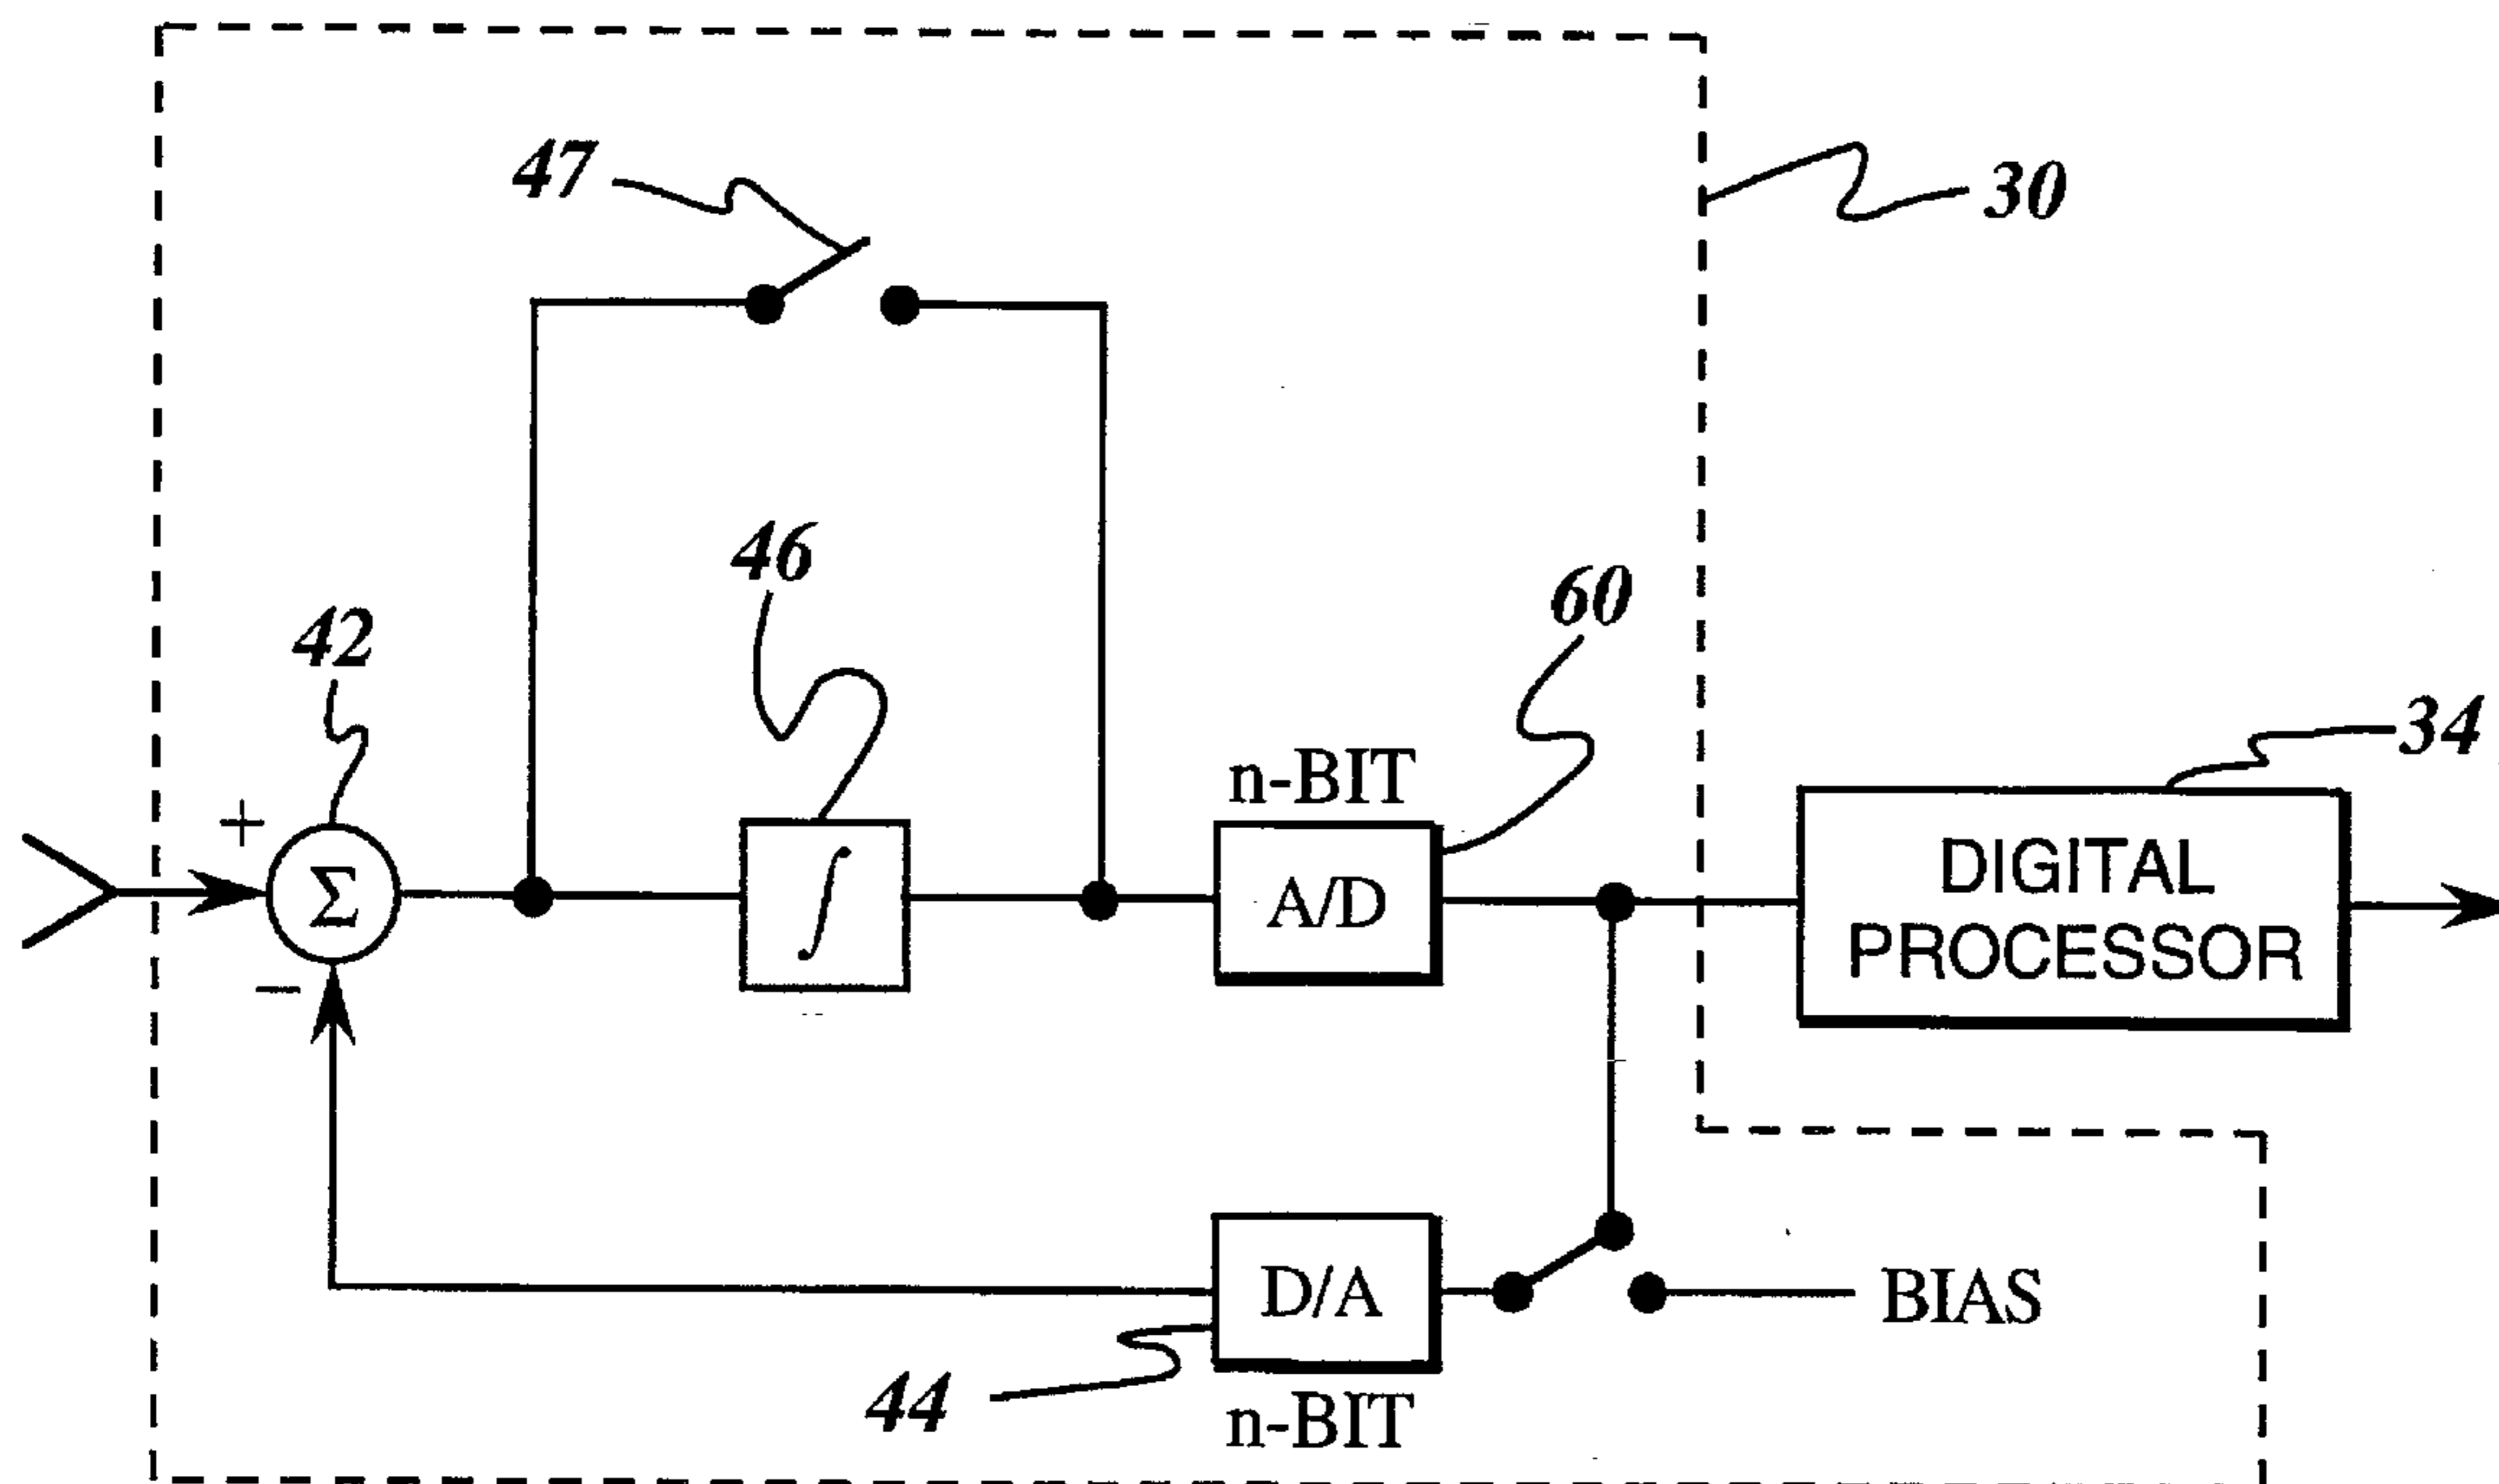 47
30
46
42
60
34
n-BIT
+
Σ
∫
A/D
DIGITAL
PROCESSOR
−
D/A
BIAS
44
n-BIT